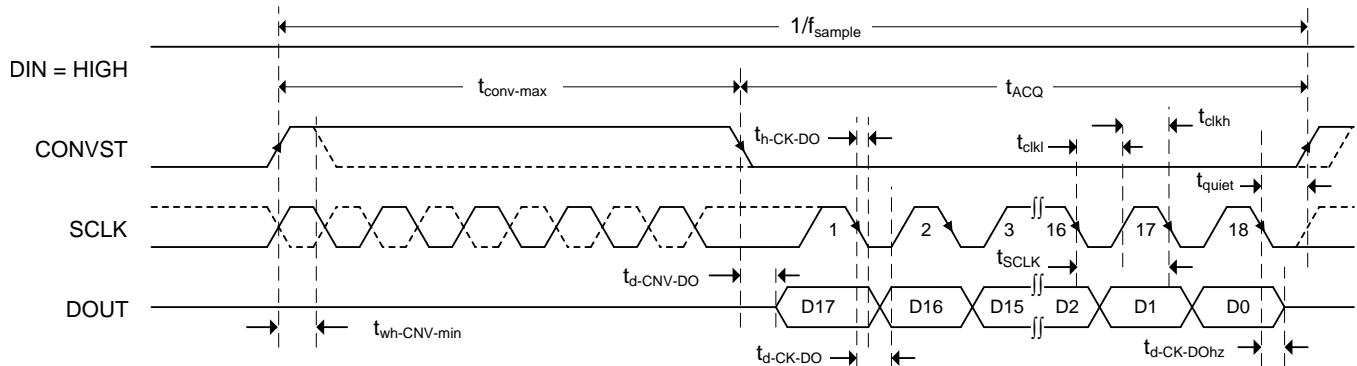 1/fsample
DIN = HIGH
tconv-max
tACQ
tclkh
CONVST
th-CK-DO
tclkl
tquiet
SCLK
1 2 3 16 17 18
tSCLK
td-CNV-DO
DOUT
D17 D16 D15 D2 D1 D0
twh-CNV-min
td-CK-DO
td-CK-DOhz